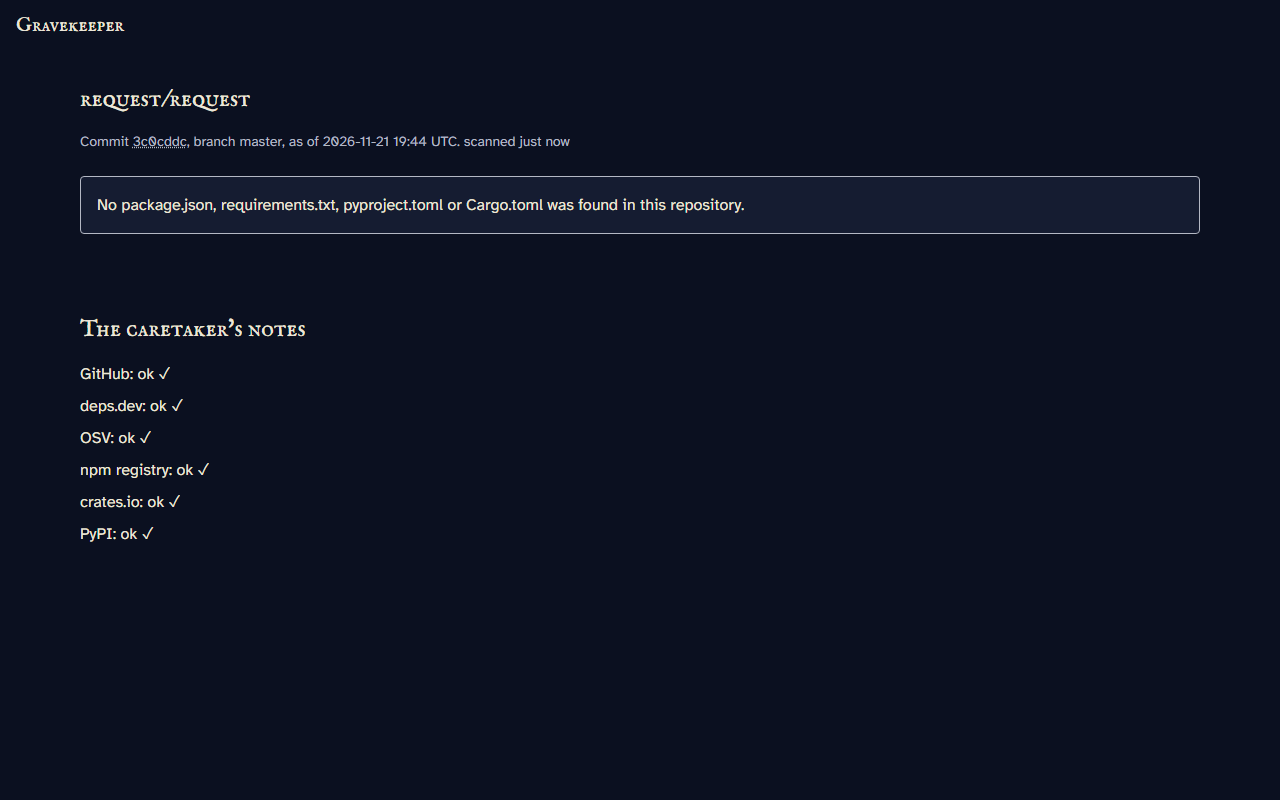 Gravekeeper
request/request
Commit 3c0cddc, branch master, as of 2026-11-21 19:44 UTC. scanned just now
No package.json, requirements.txt, pyproject.toml or Cargo.toml was found in this repository.
The caretaker's notes
GitHub: ok ✓
deps.dev: ok ✓
OSV: ok ✓
npm registry: ok ✓
crates.io: ok ✓
PyPI: ok ✓